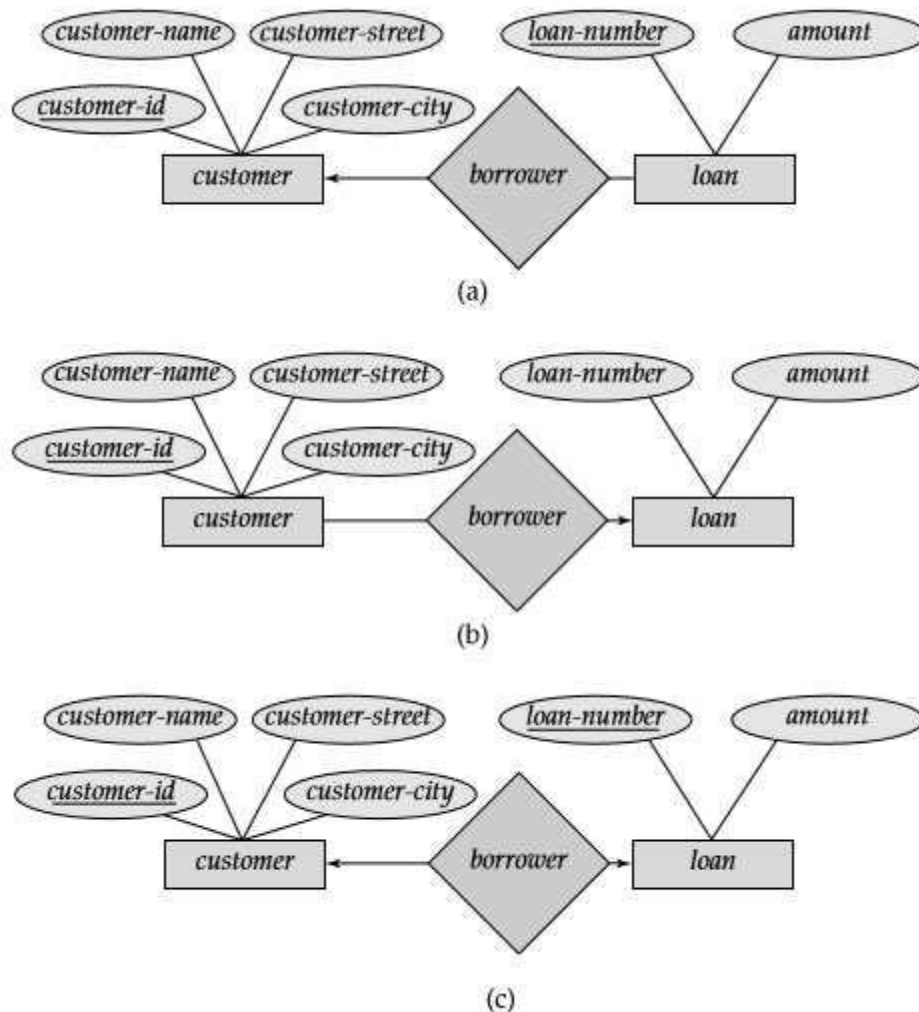 customer-name customer-street loan-number amount
customer-id customer-city
customer borrower loan
(a)
customer-name customer-street loan-number amount
customer-id customer-city
customer borrower loan
(b)
customer-name customer-street loan-number amount
customer-id customer-city
customer borrower loan
(c)